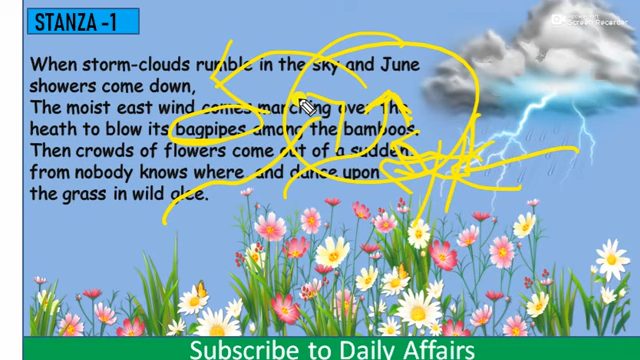 STANZA -1
When storm-clouds rumble in the sky and June
showers come down,
The moist east wind comes marching over the
heath to blow its bagpipes among the bamboos.
Then crowds of flowers come out of a sudden,
from nobody knows where, and dance upon
the grass in wild glee.
Screen Recorder
Subscribe to Daily Affairs